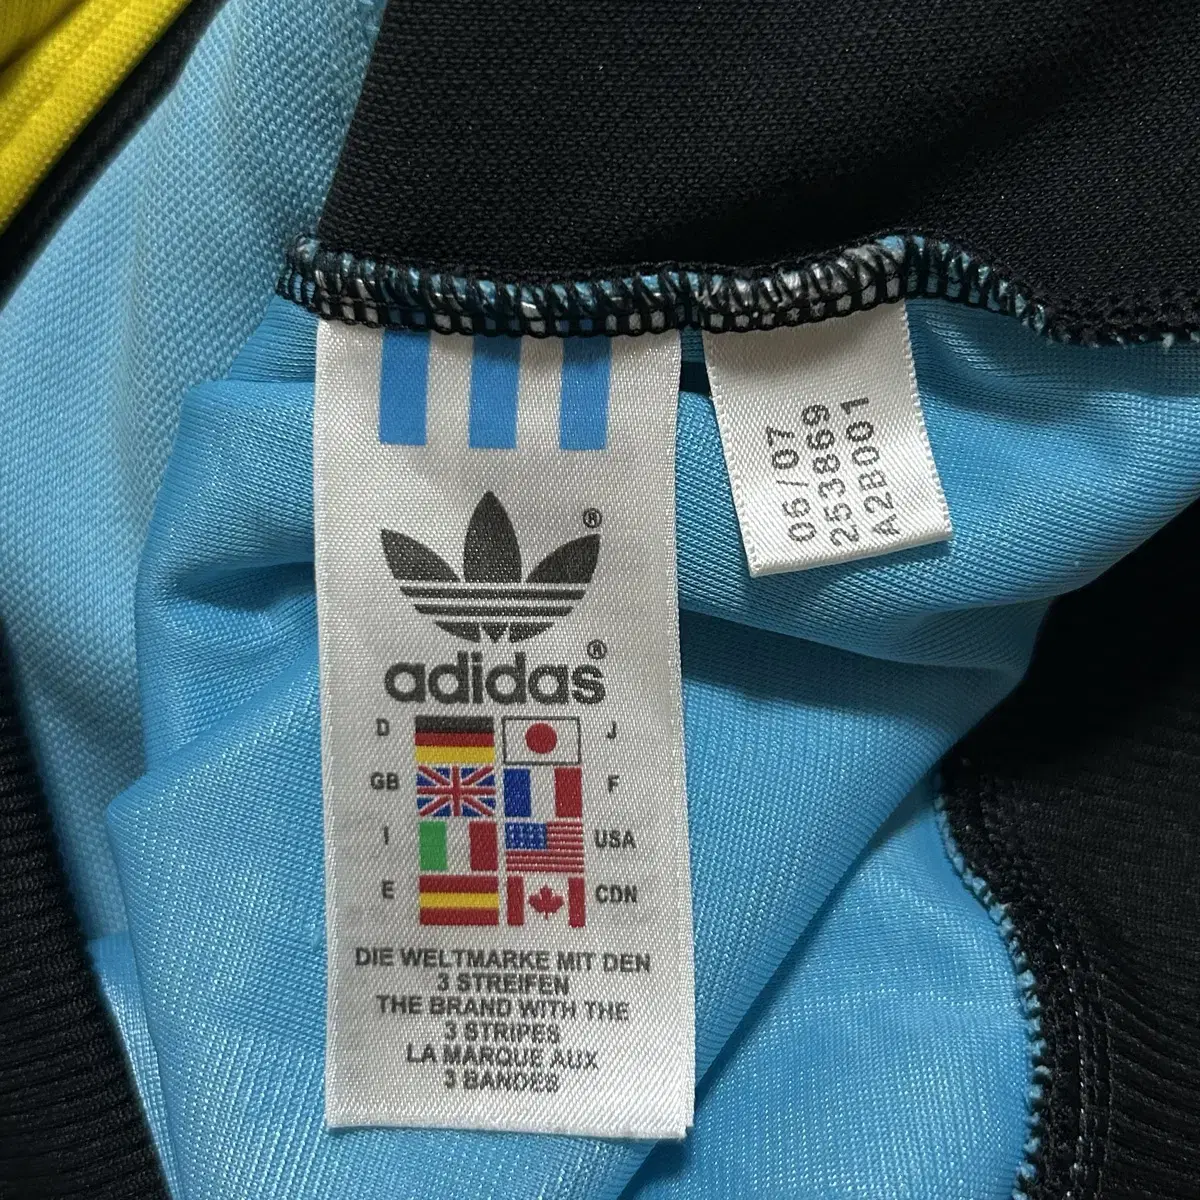 06/07
253869
A2B001
®
adidas®
D J
GB F
I USA
E CDN
DIE WELTMARKE MIT DEN
3 STREIFEN
THE BRAND WITH THE
3 STRIPES
LA MARQUE AUX
3 BANDES